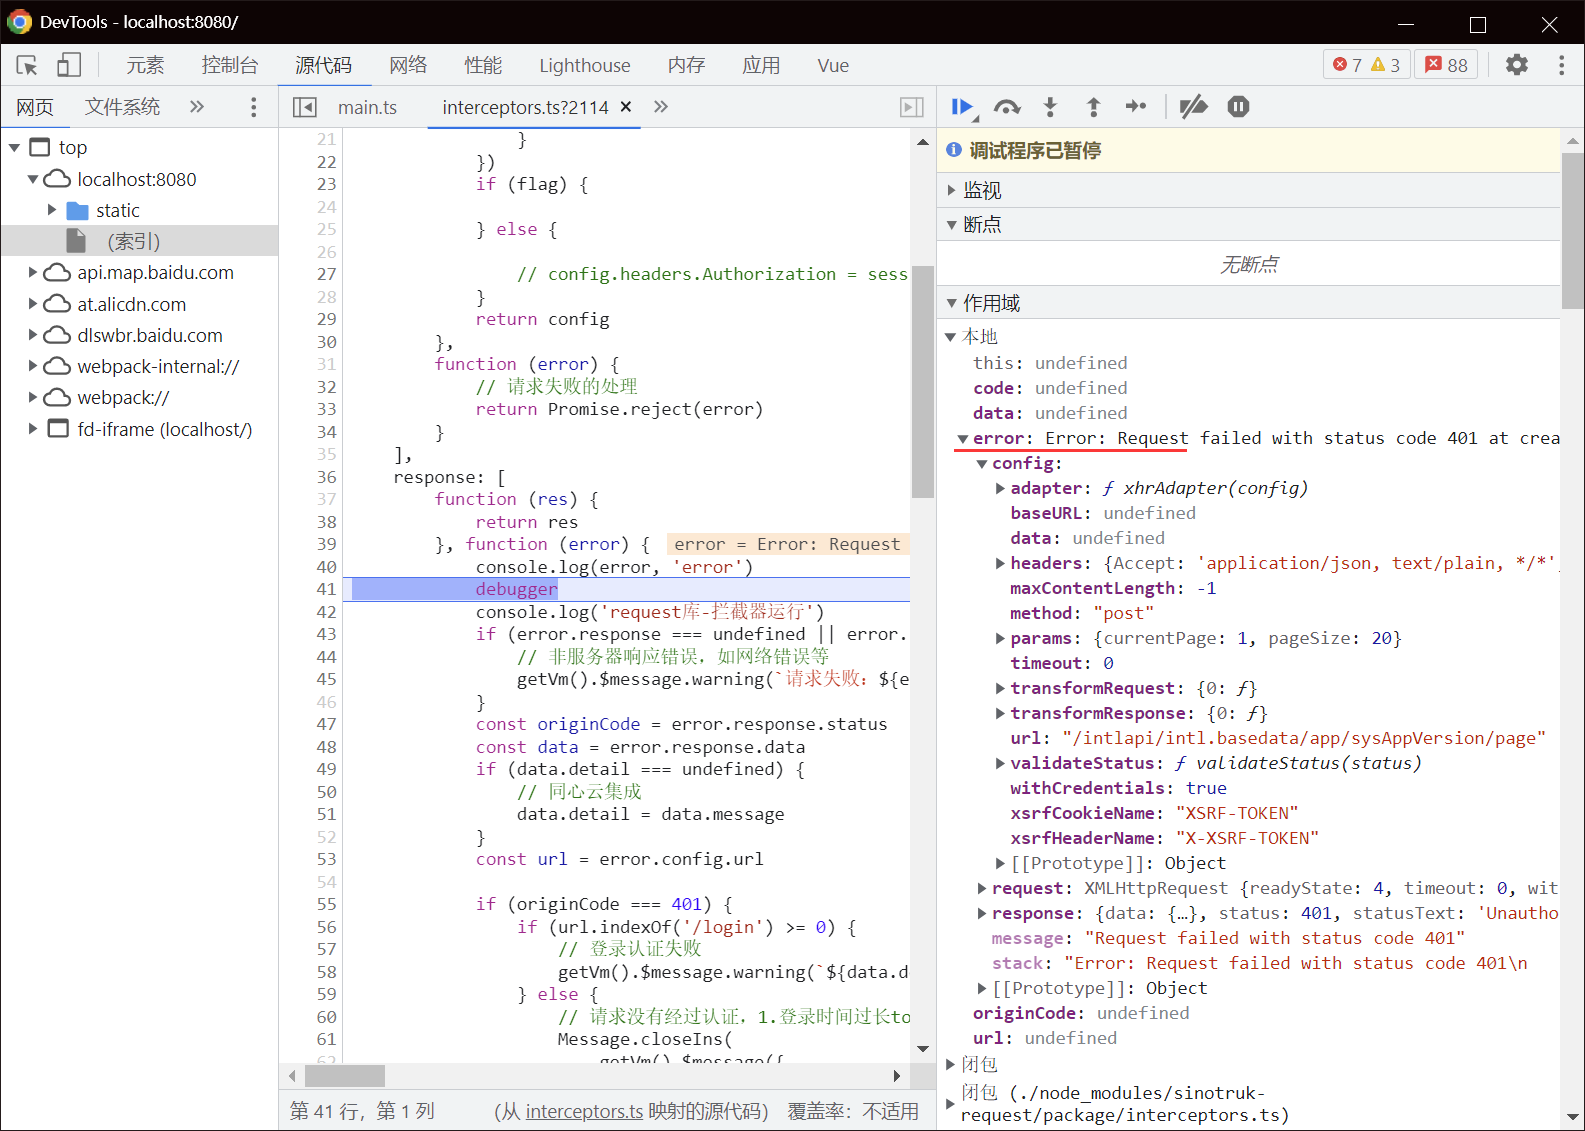 DevTools - localhost:8080/
元素 控制台 源代码 网络 性能 Lighthouse 内存 应用 Vue 7 3 88
网页 文件系统 » main.ts interceptors.ts?2114 × »
top
localhost:8080
static
(索引)
api.map.baidu.com
at.alicdn.com
dlswbr.baidu.com
webpack-internal://
webpack://
fd-iframe (localhost/)
21 }
22 })
23 if (flag) {
24
25 } else {
26
27 // config.headers.Authorization = sess
28 }
29 return config
30 },
31 function (error) {
32 // 请求失败的处理
33 return Promise.reject(error)
34 }
35 ],
36 response: [
37 function (res) {
38 return res
39 }, function (error) { error = Error: Request
40 console.log(error, 'error')
41 debugger
42 console.log('request库-拦截器运行')
43 if (error.response === undefined || error.
44 // 非服务器响应错误，如网络错误等
45 getVm().$message.warning(`请求失败：${e
46 }
47 const originCode = error.response.status
48 const data = error.response.data
49 if (data.detail === undefined) {
50 // 同心云集成
51 data.detail = data.message
52 }
53 const url = error.config.url
54
55 if (originCode === 401) {
56 if (url.indexOf('/login') >= 0) {
57 // 登录认证失败
58 getVm().$message.warning(`${data.d
59 } else {
60 // 请求没有经过认证，1.登录时间过长to
61 Message.closeIns(
62 getVm().$message({
第 41 行，第 1 列 (从 interceptors.ts 映射的源代码) 覆盖率：不适用
调试程序已暂停
监视
断点
无断点
作用域
本地
this: undefined
code: undefined
data: undefined
error: Error: Request failed with status code 401 at crea
config:
adapter: ƒ xhrAdapter(config)
baseURL: undefined
data: undefined
headers: {Accept: 'application/json, text/plain, */*',
maxContentLength: -1
method: "post"
params: {currentPage: 1, pageSize: 20}
timeout: 0
transformRequest: {0: ƒ}
transformResponse: {0: ƒ}
url: "/intlapi/intl.basedata/app/sysAppVersion/page"
validateStatus: ƒ validateStatus(status)
withCredentials: true
xsrfCookieName: "XSRF-TOKEN"
xsrfHeaderName: "X-XSRF-TOKEN"
[[Prototype]]: Object
request: XMLHttpRequest {readyState: 4, timeout: 0, wit
response: {data: {…}, status: 401, statusText: 'Unautho
message: "Request failed with status code 401"
stack: "Error: Request failed with status code 401\n
[[Prototype]]: Object
originCode: undefined
url: undefined
闭包
闭包 (./node_modules/sinotruk-
request/package/interceptors.ts)